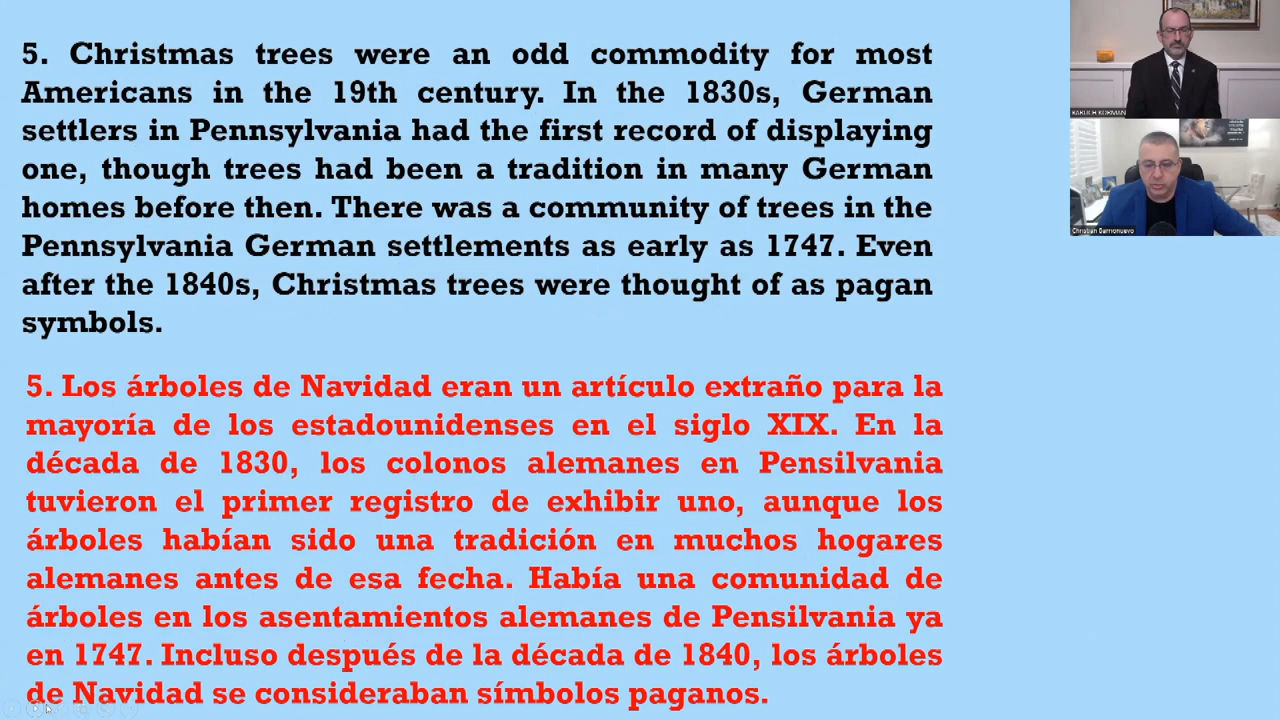 5. Christmas trees were an odd commodity for most
Americans in the 19th century. In the 1830s, German
settlers in Pennsylvania had the first record of displaying
one, though trees had been a tradition in many German
homes before then. There was a community of trees in the
Pennsylvania German settlements as early as 1747. Even
after the 1840s, Christmas trees were thought of as pagan
symbols.
5. Los árboles de Navidad eran un artículo extraño para la
mayoría de los estadounidenses en el siglo XIX. En la
década de 1830, los colonos alemanes en Pensilvania
tuvieron el primer registro de exhibir uno, aunque los
árboles habían sido una tradición en muchos hogares
alemanes antes de esa fecha. Había una comunidad de
árboles en los asentamientos alemanes de Pensilvania ya
en 1747. Incluso después de la década de 1840, los árboles
de Navidad se consideraban símbolos paganos.
BARUCH KORMAN
Christian Barrionuevo